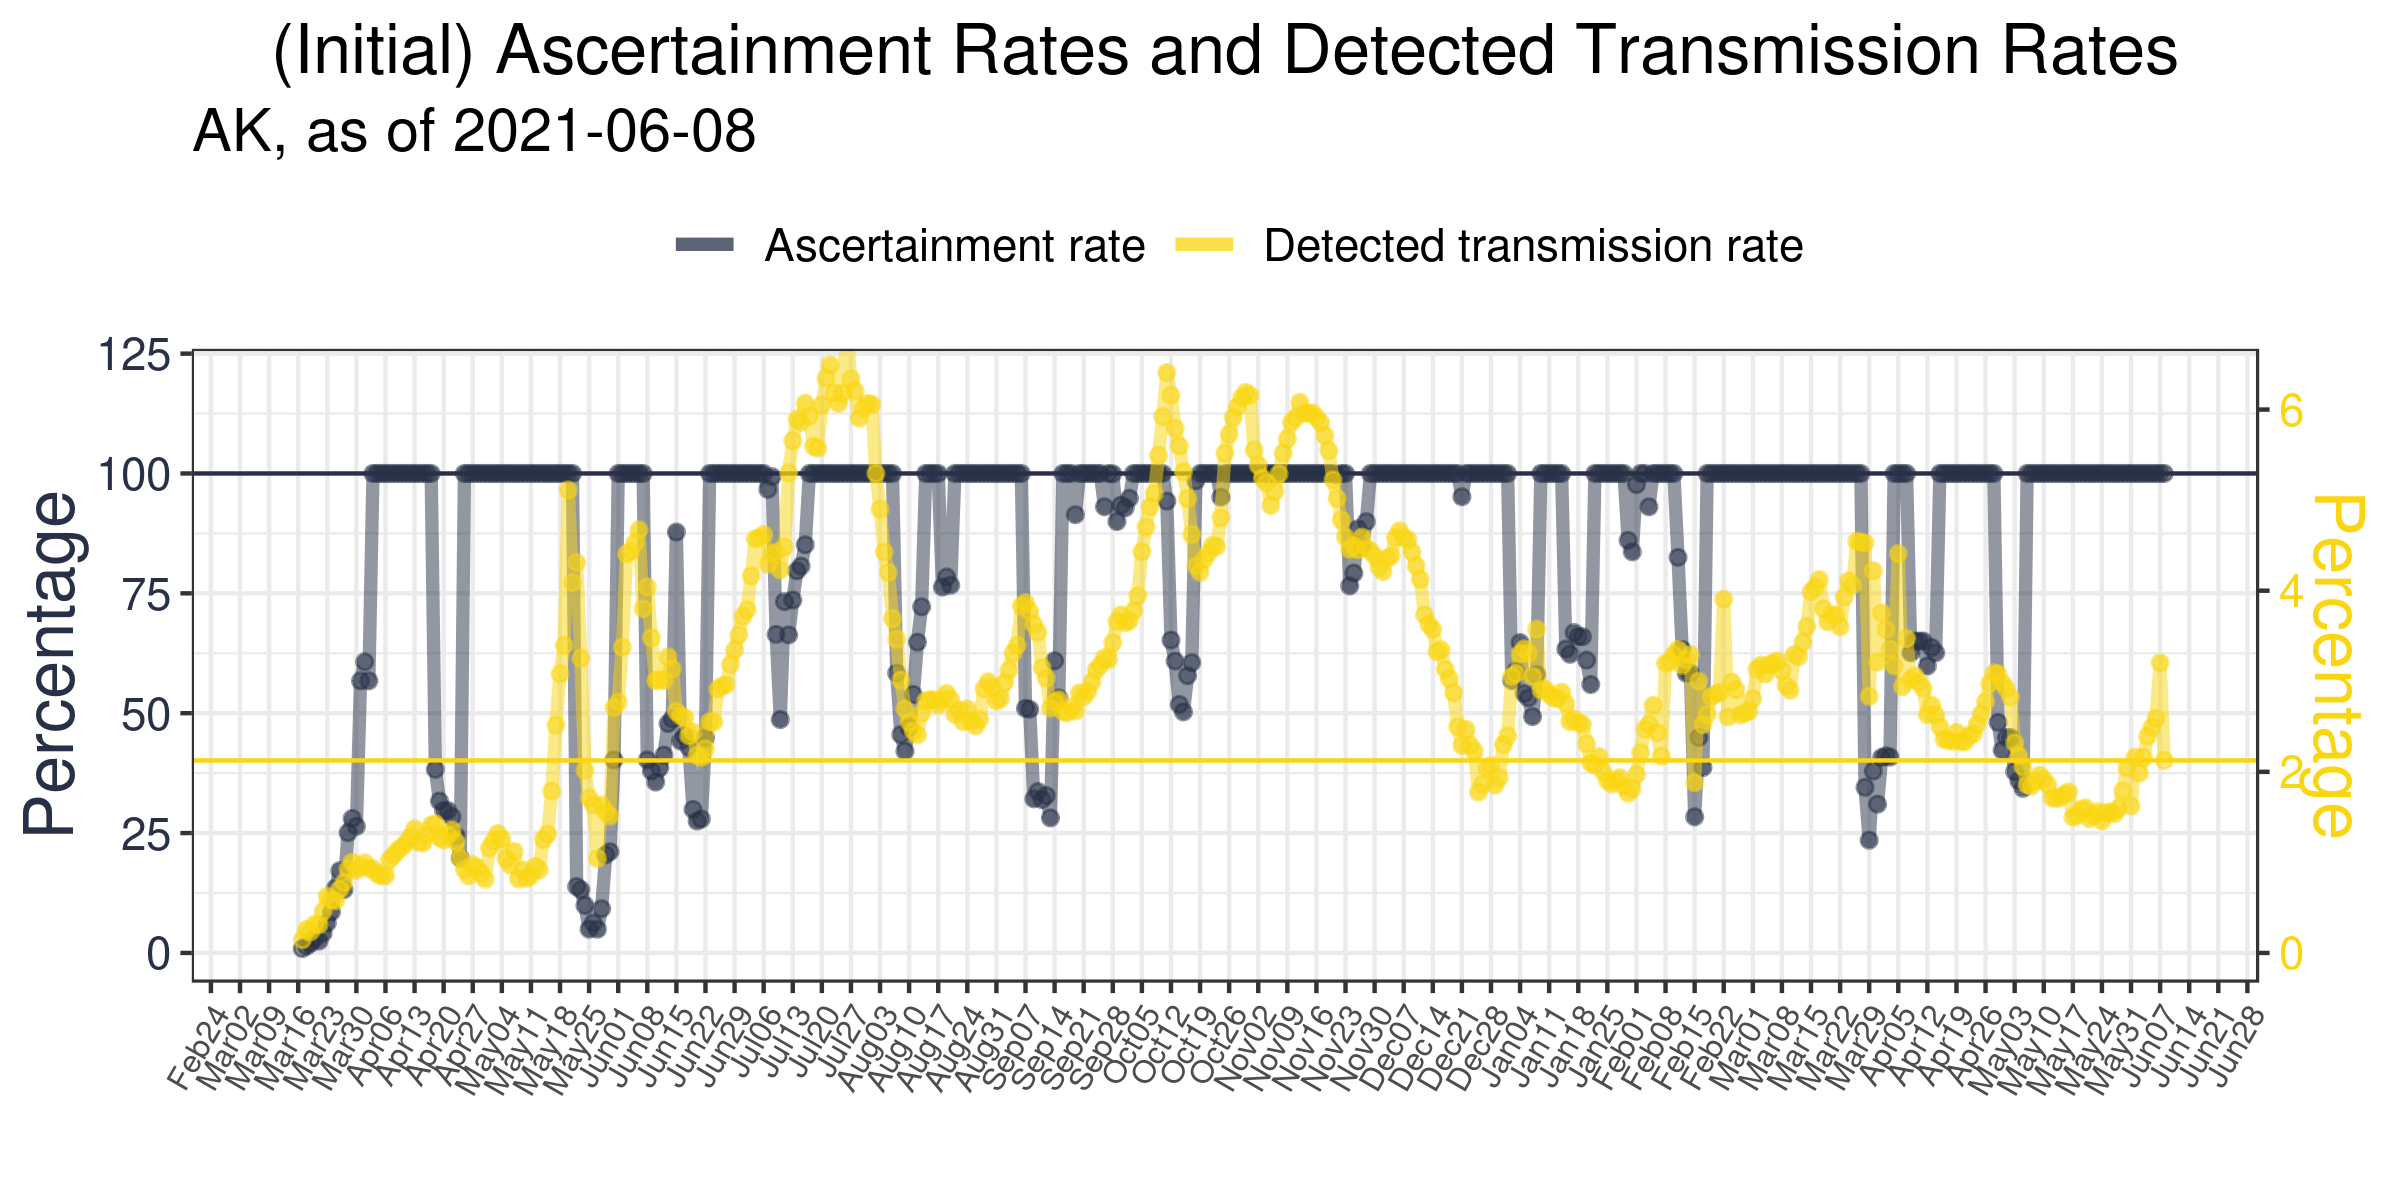 (Initial) Ascertainment Rates and Detected Transmission Rates
AK, as of 2021-06-08
Ascertainment rate
Detected transmission rate
Percentage
125
100
75
50
25
0
6
4
2
0
Percentage
Feb24
Mar02
Mar09
Mar16
Mar23
Mar30
Apr06
Apr13
Apr20
Apr27
May04
May11
May18
May25
Jun01
Jun08
Jun15
Jun22
Jun29
Jul06
Jul13
Jul20
Jul27
Aug03
Aug10
Aug17
Aug24
Aug31
Sep07
Sep14
Sep21
Sep28
Oct05
Oct12
Oct19
Oct26
Nov02
Nov09
Nov16
Nov23
Nov30
Dec07
Dec14
Dec21
Dec28
Jan04
Jan11
Jan18
Jan25
Feb01
Feb08
Feb15
Feb22
Mar01
Mar08
Mar15
Mar22
Mar29
Apr05
Apr12
Apr19
Apr26
May03
May10
May17
May24
May31
Jun07
Jun14
Jun21
Jun28